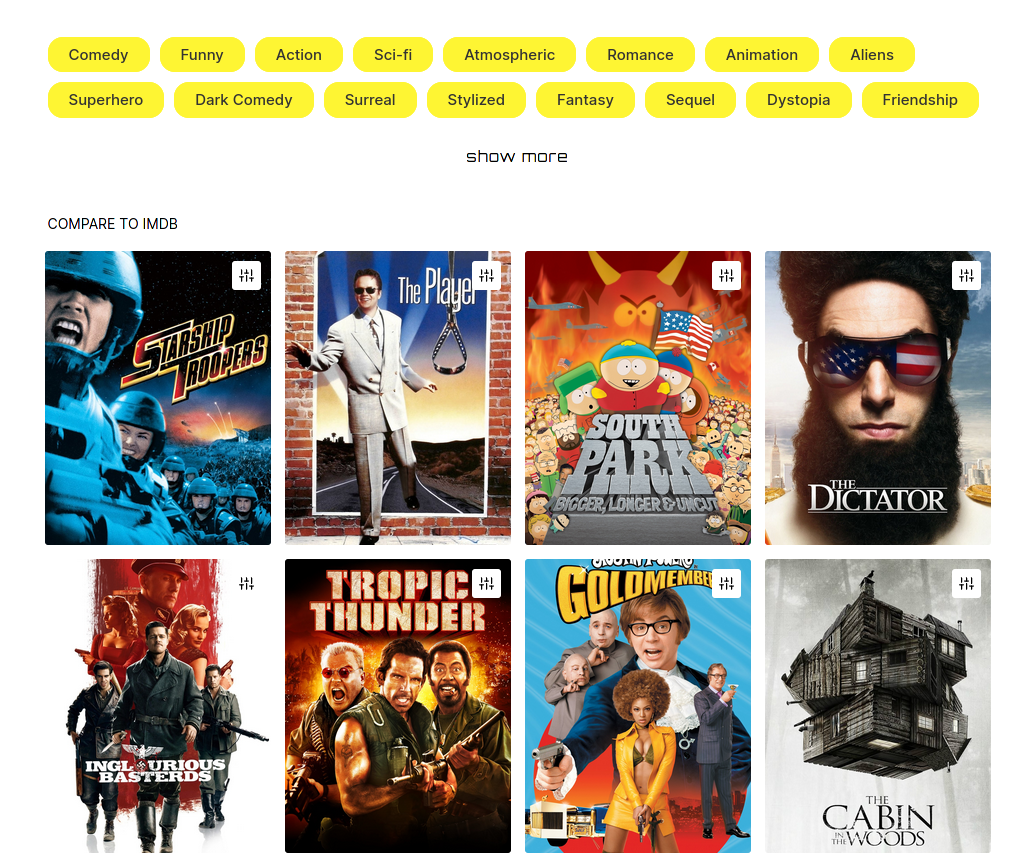 Comedy Funny Action Sci-fi Atmospheric Romance Animation Aliens
Superhero Dark Comedy Surreal Stylized Fantasy Sequel Dystopia Friendship
show more
COMPARE TO IMDB
STARSHIP
TROOPERS
The Player
SOUTH
PARK
BIGGER, LONGER & UNCUT
THE
DICTATOR
INGLOURIOUS
BASTERDS
TROPIC
THUNDER
GOLDMEMBER
THE
CABIN
IN THE WOODS